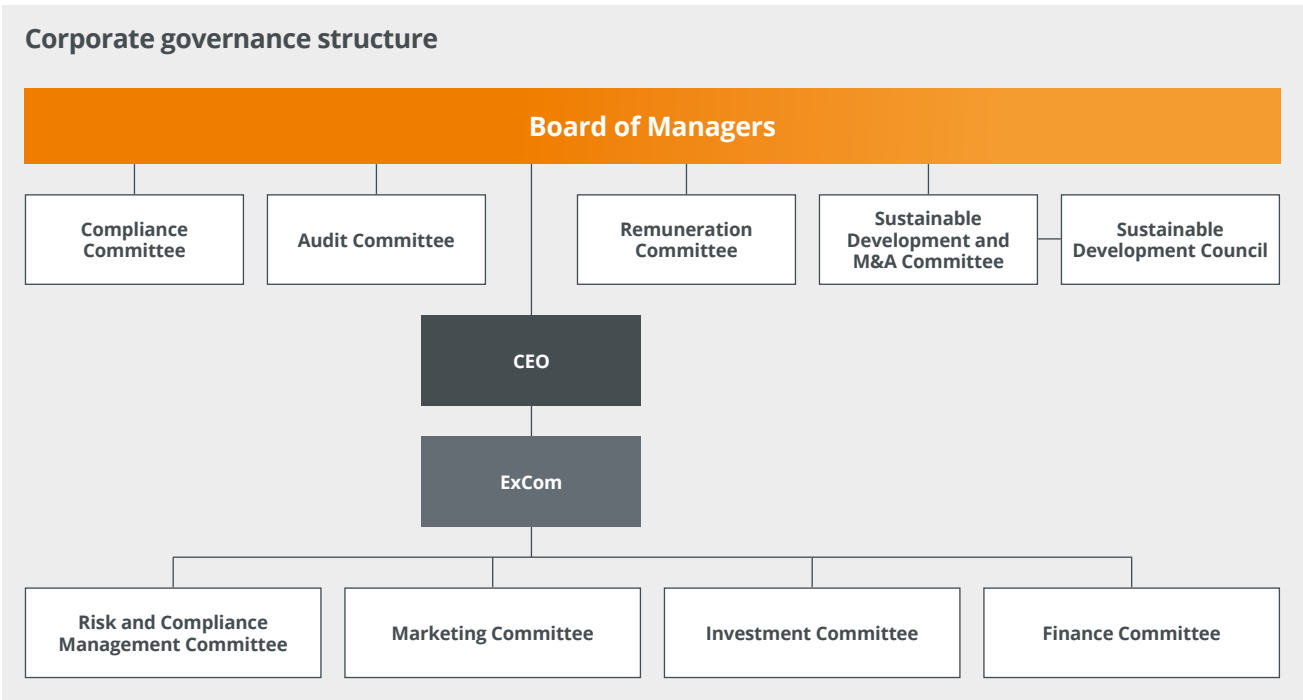 Corporate governance structure
Board of Managers
Compliance
Committee
Audit Committee
Remuneration
Committee
Sustainable
Development and
M&A Committee
Sustainable
Development Council
CEO
ExCom
Risk and Compliance
Management Committee
Marketing Committee
Investment Committee
Finance Committee